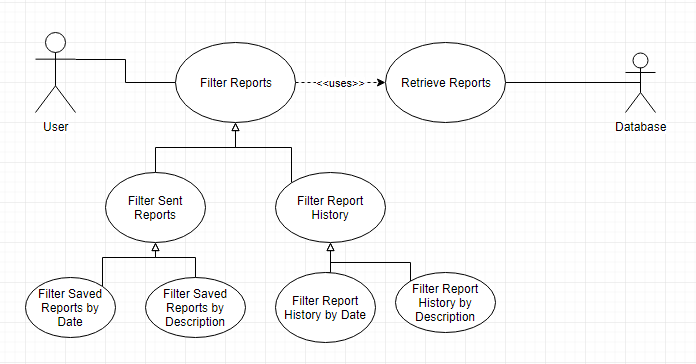 Filter Reports
<<uses>>
Retrieve Reports
User
Database
Filter Sent
Reports
Filter Report
History
Filter Saved
Reports by
Date
Filter Saved
Reports by
Description
Filter Report
History by Date
Filter Report
History by
Description